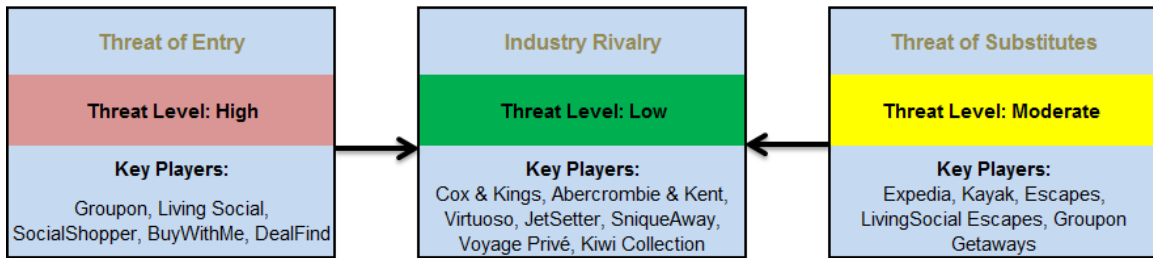 Threat of Entry
Threat Level: High
Key Players:
Groupon, Living Social,
SocialShopper, BuyWithMe, DealFind
Industry Rivalry
Threat Level: Low
Key Players:
Cox & Kings, Abercrombie & Kent,
Virtuoso, JetSetter, SniqueAway,
Voyage Privé, Kiwi Collection
Threat of Substitutes
Threat Level: Moderate
Key Players:
Expedia, Kayak, Escapes,
LivingSocial Escapes, Groupon
Getaways